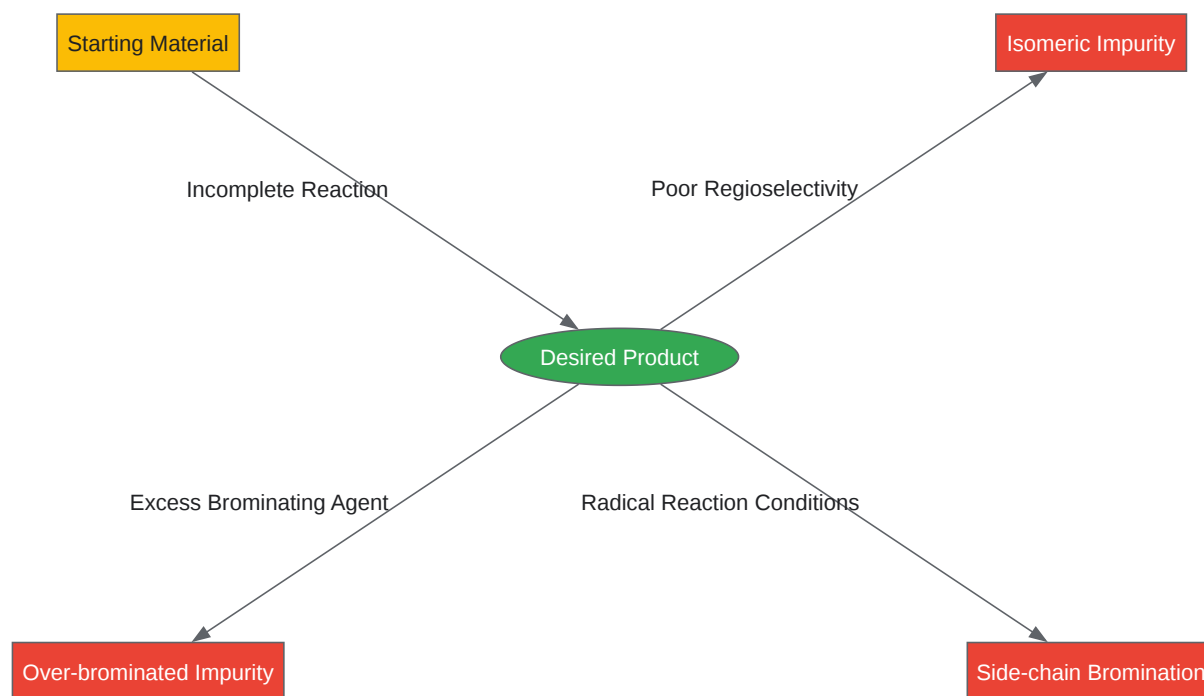 Starting Material
Isomeric Impurity
Incomplete Reaction
Poor Regioselectivity
Desired Product
Excess Brominating Agent
Radical Reaction Conditions
Over-brominated Impurity
Side-chain Bromination